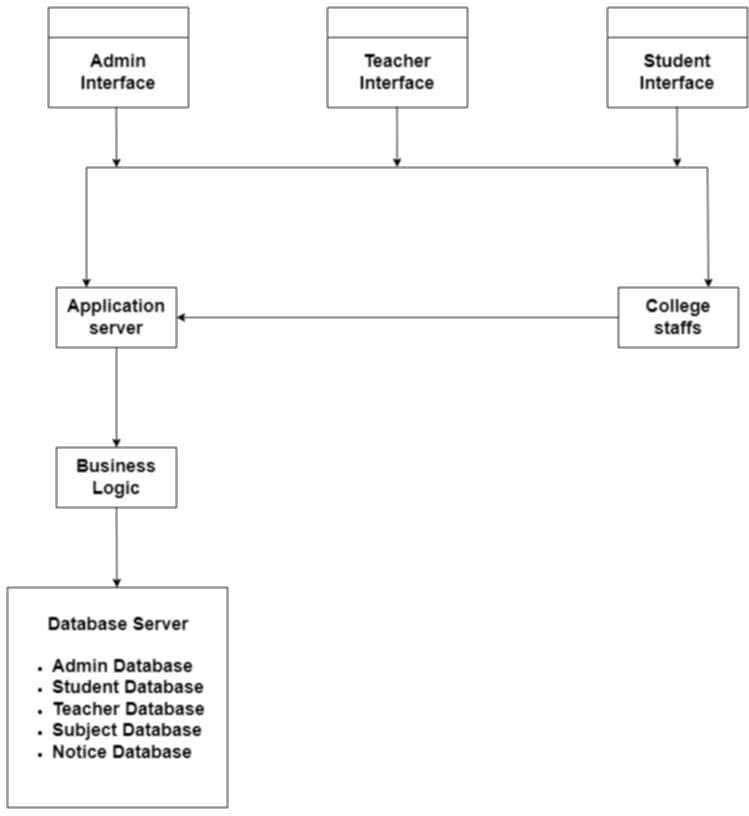 Admin
Interface
Teacher
Interface
Student
Interface
Application
server
College
staffs
Business
Logic
Database Server
• Admin Database
• Student Database
• Teacher Database
• Subject Database
• Notice Database